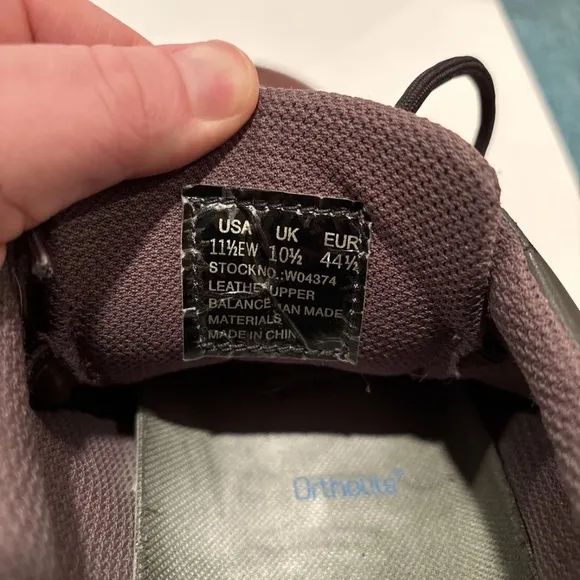 USA UK EUR
11½EW 10½ 44½
STOCKNO.:W04374
LEATHER UPPER
BALANCE MAN MADE
MATERIALS
MADE IN CHINA
Ortholite